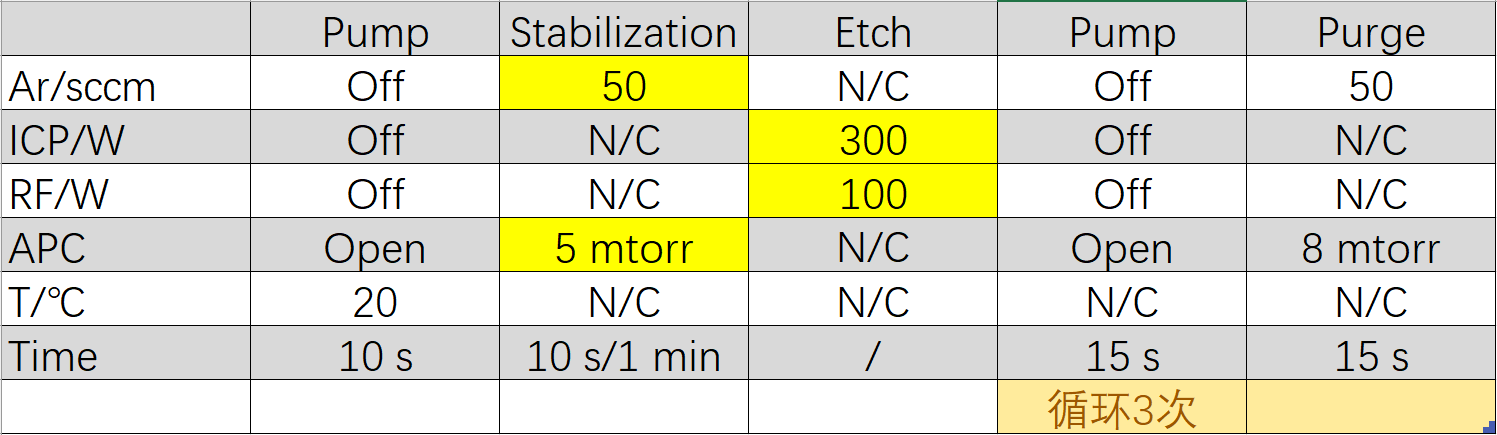 Pump Stabilization Etch Pump Purge
Ar/sccm Off 50 N/C Off 50
ICP/W Off N/C 300 Off N/C
RF/W Off N/C 100 Off N/C
APC Open 5 mtorr N/C Open 8 mtorr
T/℃ 20 N/C N/C N/C N/C
Time 10 s 10 s/1 min / 15 s 15 s
循环3次